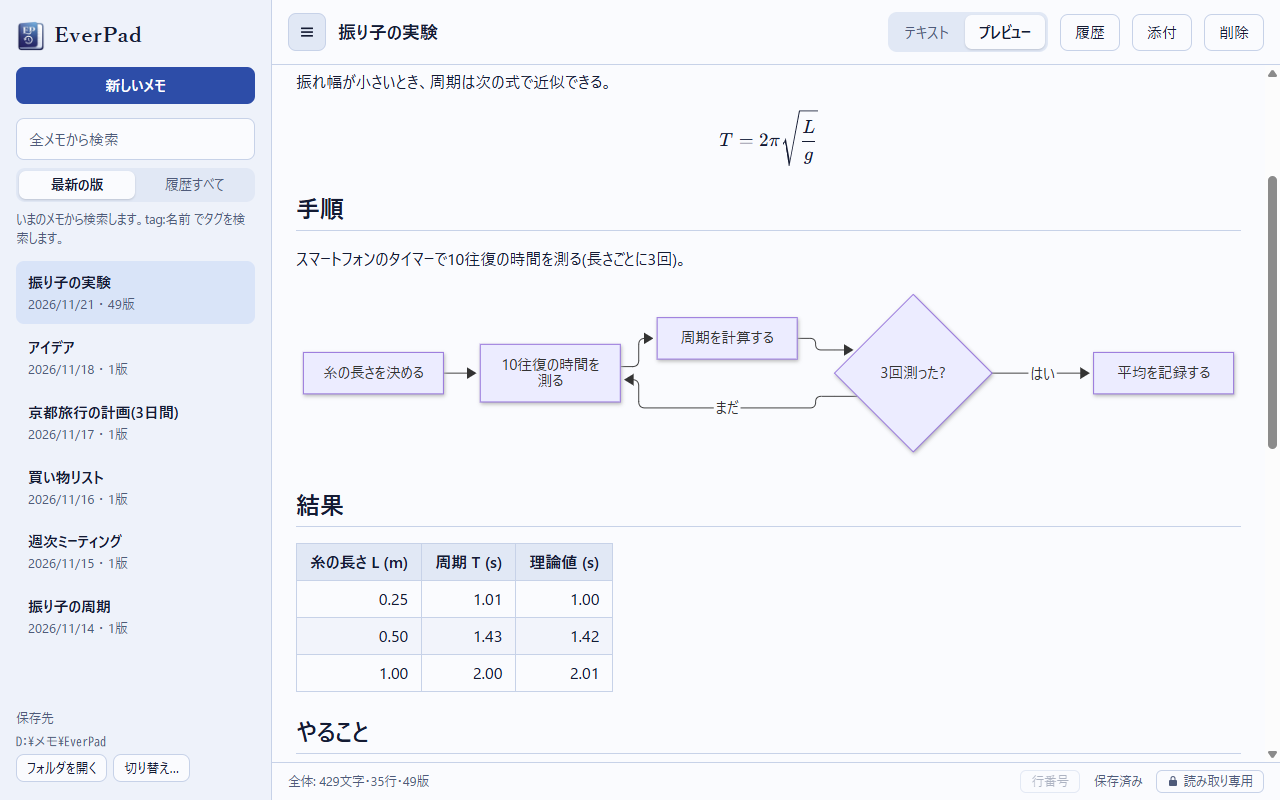 EverPad
新しいメモ
全メモから検索
最新の版
履歴すべて
いまのメモから検索します。tag:名前 でタグを検
索します。
振り子の実験
2026/11/21・49版
アイデア
2026/11/18・1版
京都旅行の計画(3日間)
2026/11/17・1版
買い物リスト
2026/11/16・1版
週次ミーティング
2026/11/15・1版
振り子の周期
2026/11/14・1版
保存先
D:¥メモ¥EverPad
フォルダを開く
切り替え...
振り子の実験
テキスト
プレビュー
履歴
添付
削除
振れ幅が小さいとき、周期は次の式で近似できる。
T = 2π√(L/g)
手順
スマートフォンのタイマーで10往復の時間を測る(長さごとに3回)。
糸の長さを決める
10往復の時間を
測る
周期を計算する
まだ
3回測った?
はい
平均を記録する
結果
糸の長さ L (m) 周期 T (s) 理論値 (s)
0.25 1.01 1.00
0.50 1.43 1.42
1.00 2.00 2.01
やること
全体: 429文字・35行・49版
行番号
保存済み
読み取り専用